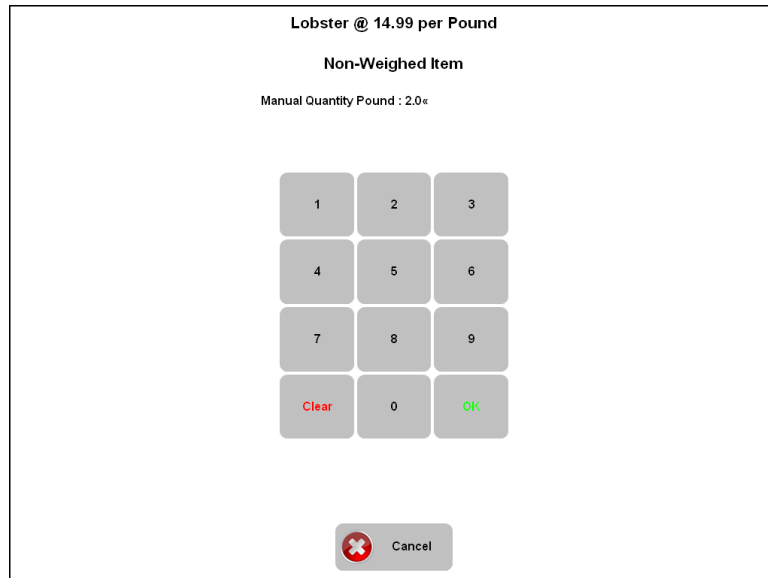 Lobster @ 14.99 per Pound
Non-Weighed Item
Manual Quantity Pound : 2.0«
1 2 3
4 5 6
7 8 9
Clear 0 OK
Cancel